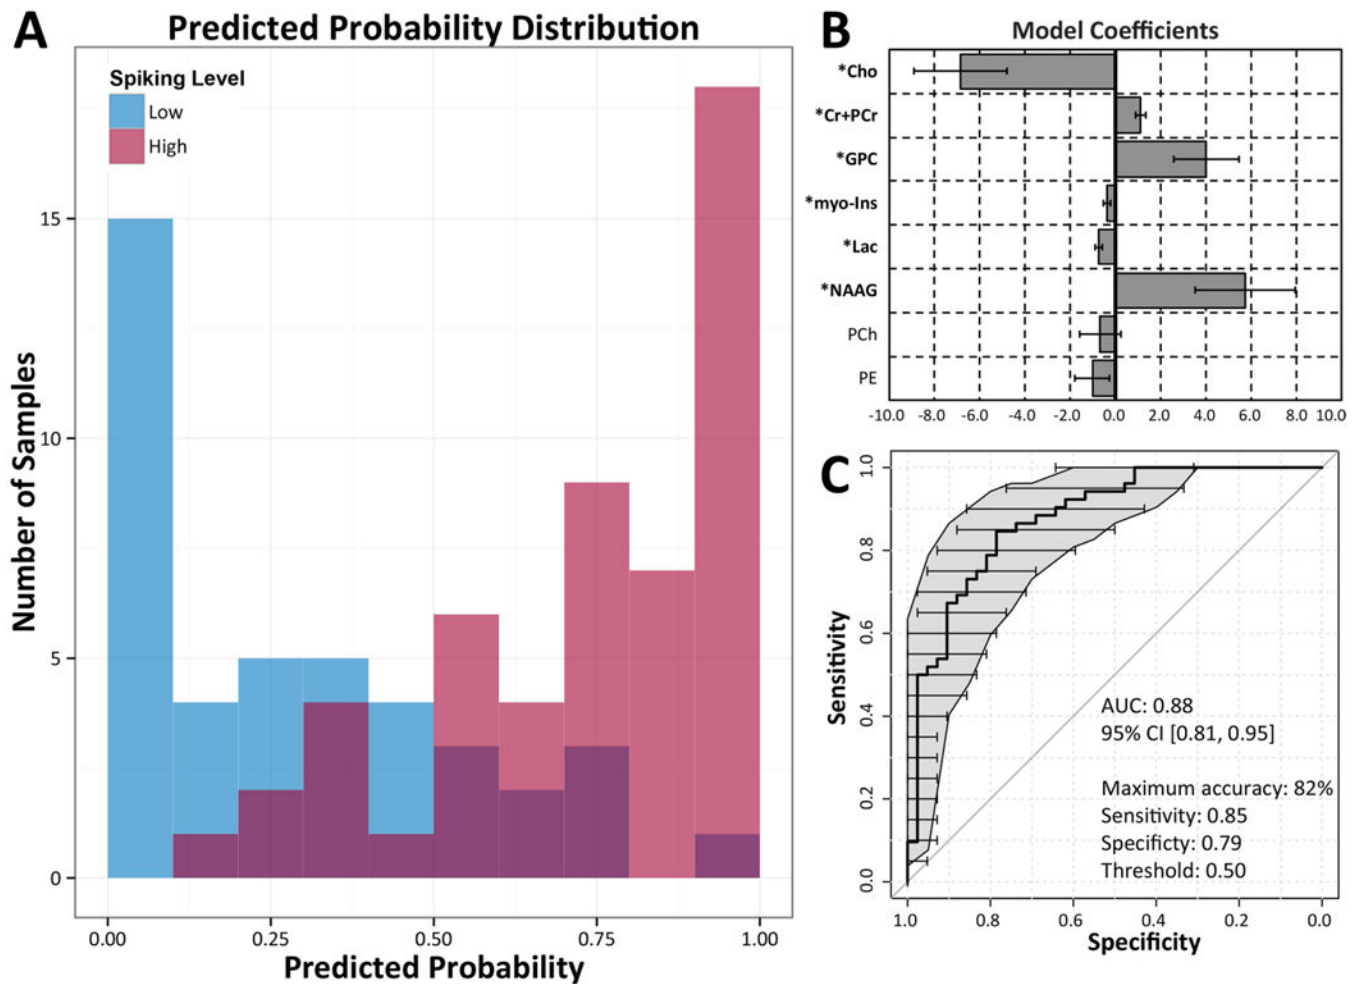 A
Predicted Probability Distribution
Spiking Level
Low
High
Number of Samples
15
10
5
0
0.00 0.25 0.50 0.75 1.00
Predicted Probability
B
Model Coefficients
*Cho
*Cr+PCr
*GPC
*myo-Ins
*Lac
*NAAG
PCh
PE
-10.0 -8.0 -6.0 -4.0 -2.0 0.0 2.0 4.0 6.0 8.0 10.0
C
Sensitivity
1.0
0.8
0.6
0.4
0.2
0.0
AUC: 0.88
95% CI [0.81, 0.95]
Maximum accuracy: 82%
Sensitivity: 0.85
Specificty: 0.79
Threshold: 0.50
1.0 0.8 0.6 0.4 0.2 0.0
Specificity